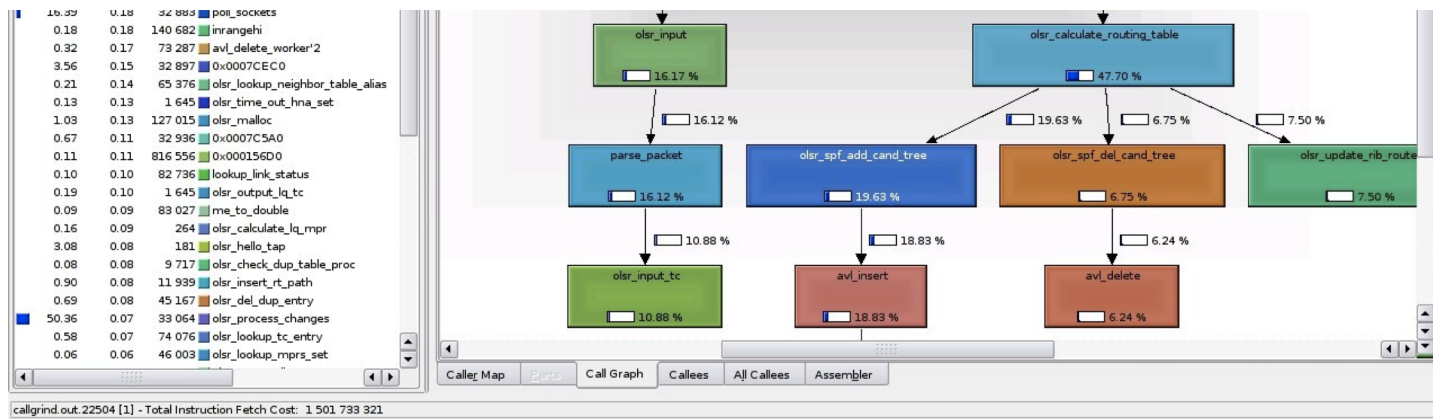 16.39 0.18 32 883 poll_sockets
0.18 0.18 140 682 inrangehi
0.32 0.17 73 287 avl_delete_worker'2
3.56 0.15 32 897 0x0007CEC0
0.21 0.14 65 376 olsr_lookup_neighbor_table_alias
0.13 0.13 1 645 olsr_time_out_hna_set
1.03 0.13 127 015 olsr_malloc
0.67 0.11 32 936 0x0007C5A0
0.11 0.11 816 556 0x000156D0
0.10 0.10 82 736 lookup_link_status
0.19 0.10 1 645 olsr_output_lq_tc
0.09 0.09 83 027 me_to_double
0.16 0.09 264 olsr_calculate_lq_mpr
3.08 0.08 181 olsr_hello_tap
0.08 0.08 9 717 olsr_check_dup_table_proc
0.90 0.08 11 939 olsr_insert_rt_path
0.69 0.08 45 167 olsr_del_dup_entry
50.36 0.07 33 064 olsr_process_changes
0.58 0.07 74 076 olsr_lookup_tc_entry
0.06 0.06 46 003 olsr_lookup_mprs_set
olsr_input olsr_calculate_routing_table
16.17 % 47.70 %
16.12 % 19.63 % 6.75 % 7.50 %
parse_packet olsr_spf_add_cand_tree olsr_spf_del_cand_tree olsr_update_rib_route
16.12 % 19.63 % 6.75 % 7.50 %
10.88 % 18.83 % 6.24 %
olsr_input_tc avl_insert avl_delete
10.88 % 18.83 % 6.24 %
Caller Map Parts Call Graph Callees All Callees Assembler
callgrind.out.22504 [1] - Total Instruction Fetch Cost: 1 501 733 321